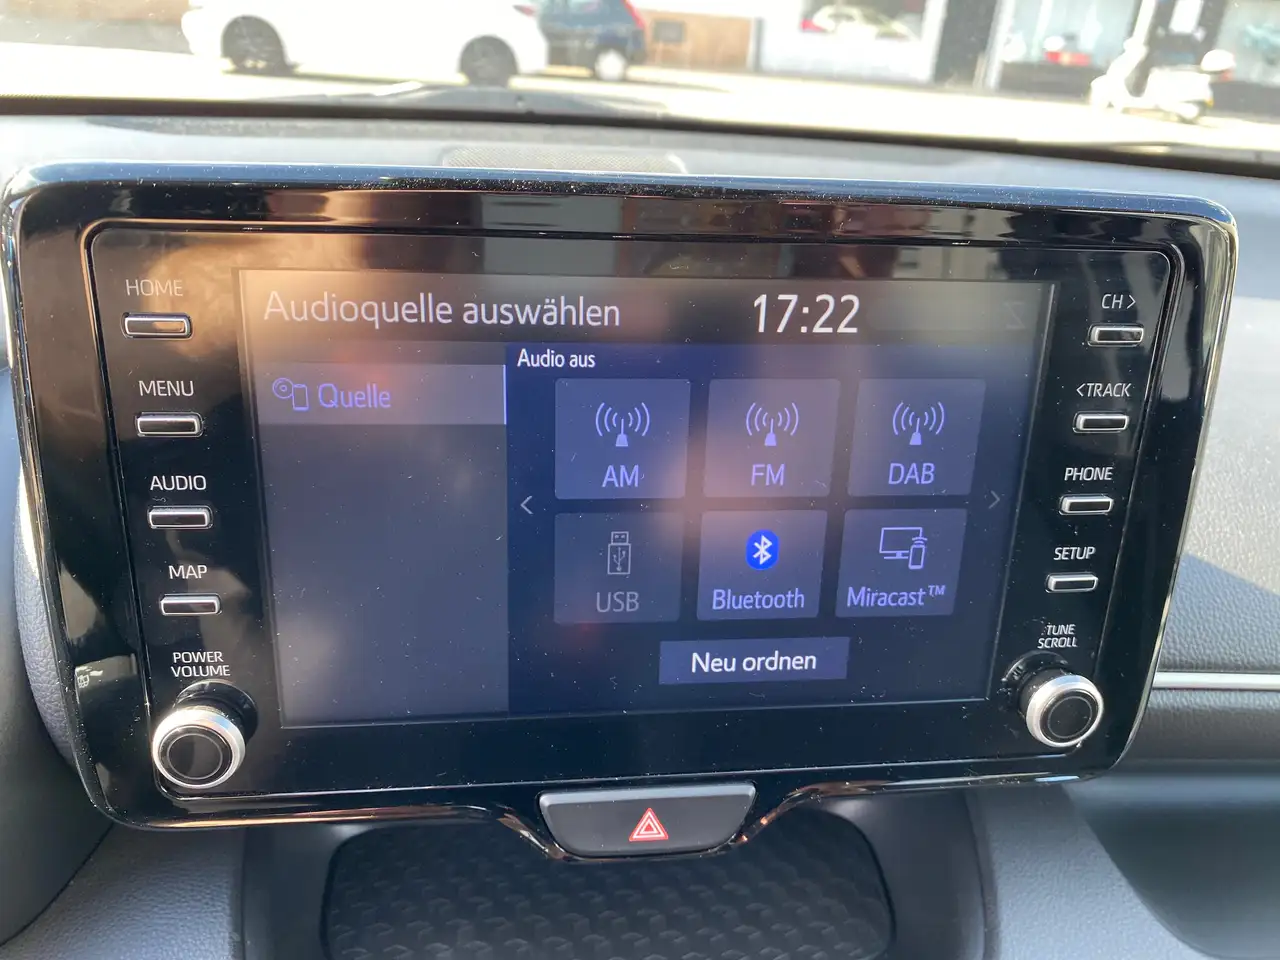 HOME
MENU
AUDIO
MAP
POWER
VOLUME
Audioquelle auswählen
17:22
Quelle
Audio aus
AM
FM
DAB
USB
Bluetooth
Miracast™
Neu ordnen
CH>
<TRACK
PHONE
SETUP
TUNE
SCROLL